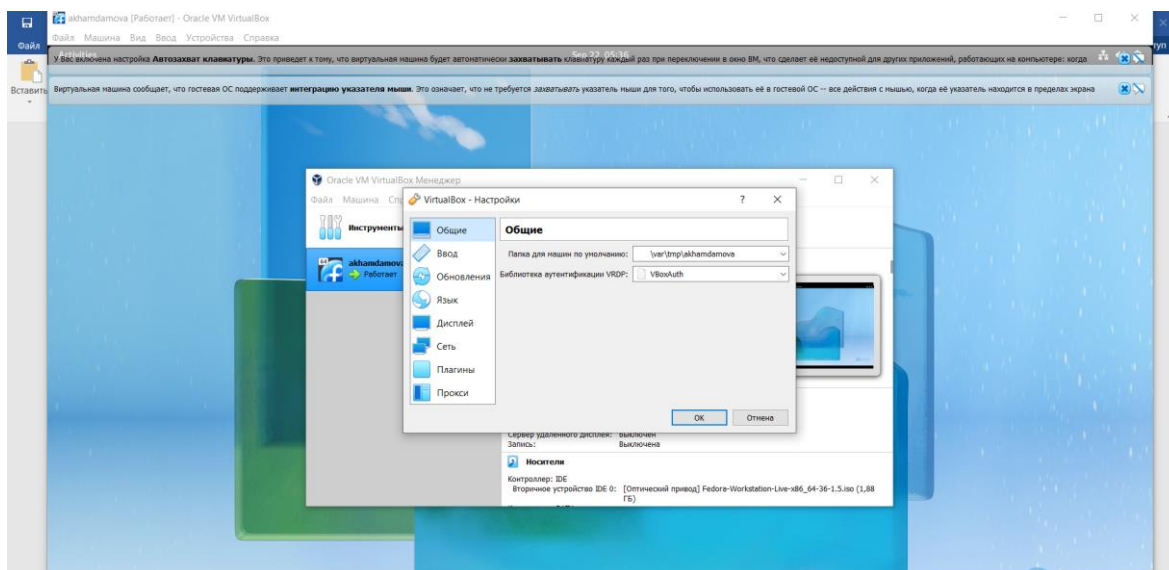 akhamdamova [Работает] - Oracle VM VirtualBox
Файл Машина Вид Ввод Устройства Справка
Файл
У Вас включена настройка Автозахват клавиатуры. Это приведет к тому, что виртуальная машина будет автоматически захватывать клавиатуру каждый раз при переключении в окно ВМ, что сделает её недоступной для других приложений, работающих на компьютере: когда
Вставить
Виртуальная машина сообщает, что гостевая ОС поддерживает интеграцию указателя мыши. Это означает, что не требуется захватывать указатель мыши для того, чтобы использовать её в гостевой ОС -- все действия с мышью, когда её указатель находится в пределах экрана
Oracle VM VirtualBox Менеджер
Файл Машина
VirtualBox - Настройки
Инструменты
akhamdamova
Работает
Общие
Ввод
Обновления
Язык
Дисплей
Сеть
Плагины
Прокси
Общие
Папка для машин по умолчанию: \var\tmp\akhamdamova
Библиотека аутентификации VRDP: VBoxAuth
OK Отмена
Сервер удаленного дисплея: Выключен
Запись: Выключена
Носители
Контроллер: IDE
Вторичное устройство IDE 0: [Оптический привод] Fedora-Workstation-Live-x86_64-36-1.5.iso (1,88
ГБ)